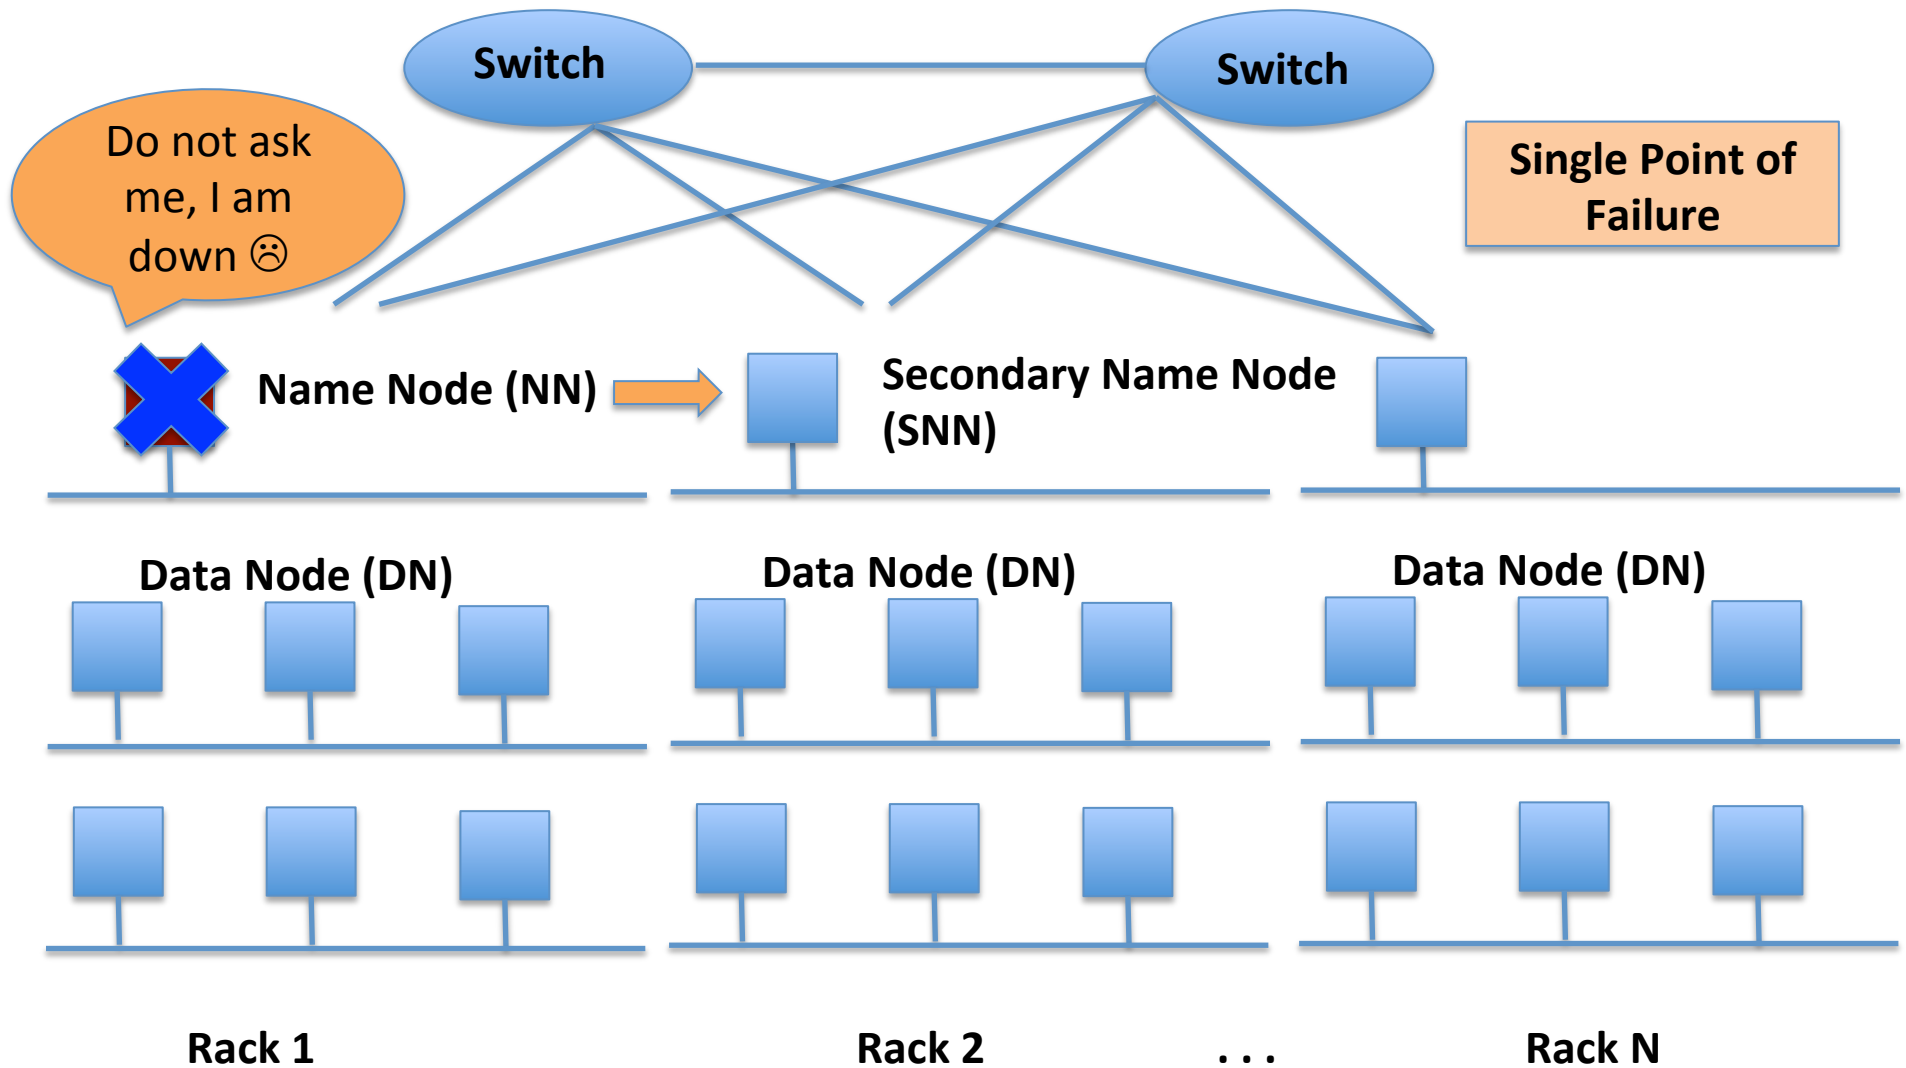 Switch
Switch
Do not ask
me, I am
down ☹
Single Point of
Failure
Name Node (NN)
Secondary Name Node
(SNN)
Data Node (DN)
Data Node (DN)
Data Node (DN)
Rack 1
Rack 2
. . .
Rack N